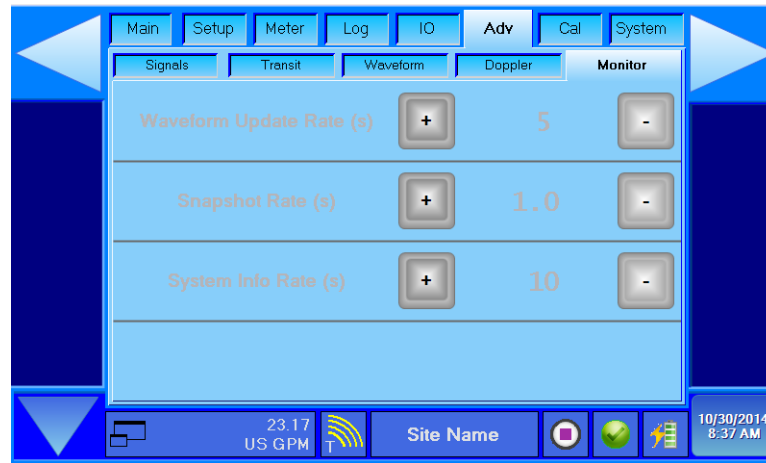 Main Setup Meter Log IO Adv Cal System
Signals Transit Waveform Doppler Monitor
Waveform Update Rate (s) + 5 -
Snapshot Rate (s) + 1.0 -
System Info Rate (s) + 10 -
23.17
US GPM
T
Site Name
10/30/2014
8:37 AM